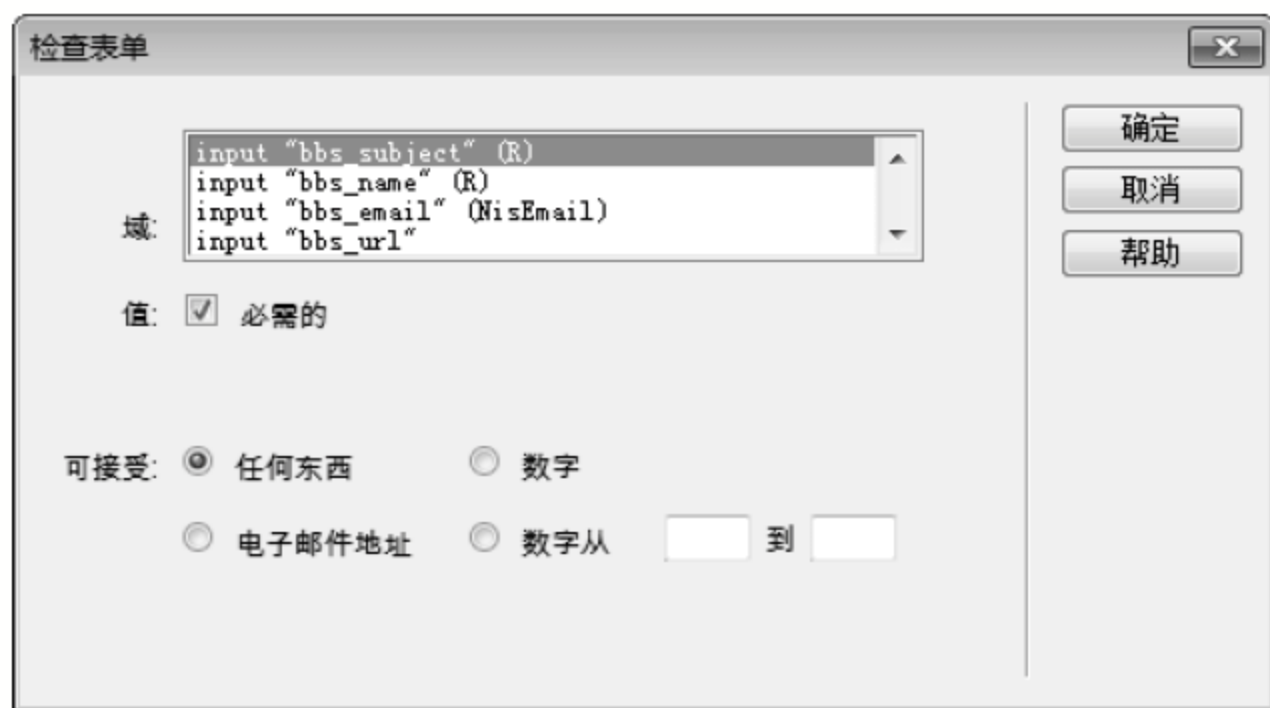 检查表单
确定
取消
帮助
域:
input "bbs_subject" (R)
input "bbs_name" (R)
input "bbs_email" (NisEmail)
input "bbs_url"
值: 必需的
可接受: 任何东西 数字
电子邮件地址 数字从 到